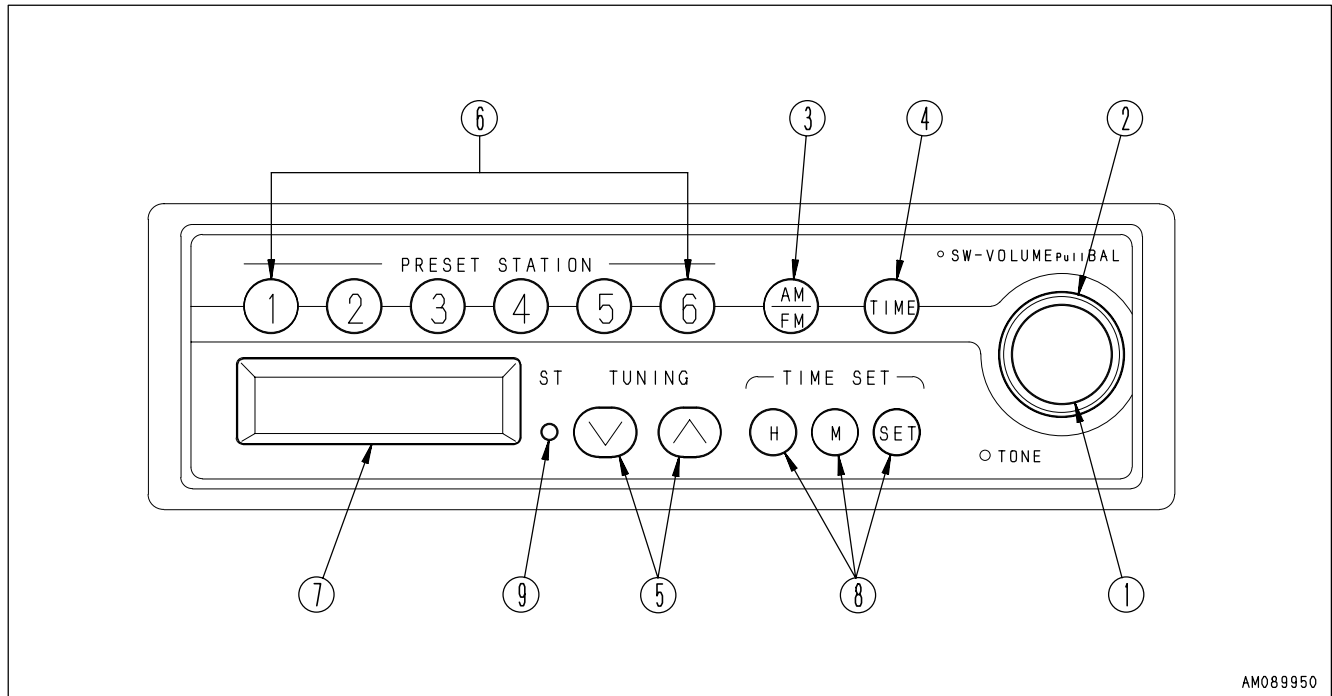 6 3 4 2
SW-VOLUME Pull BAL
PRESET STATION
1 2 3 4 5 6 AM FM TIME
ST TUNING TIME SET
H M SET
TONE
7 9 5 8 1
AM089950